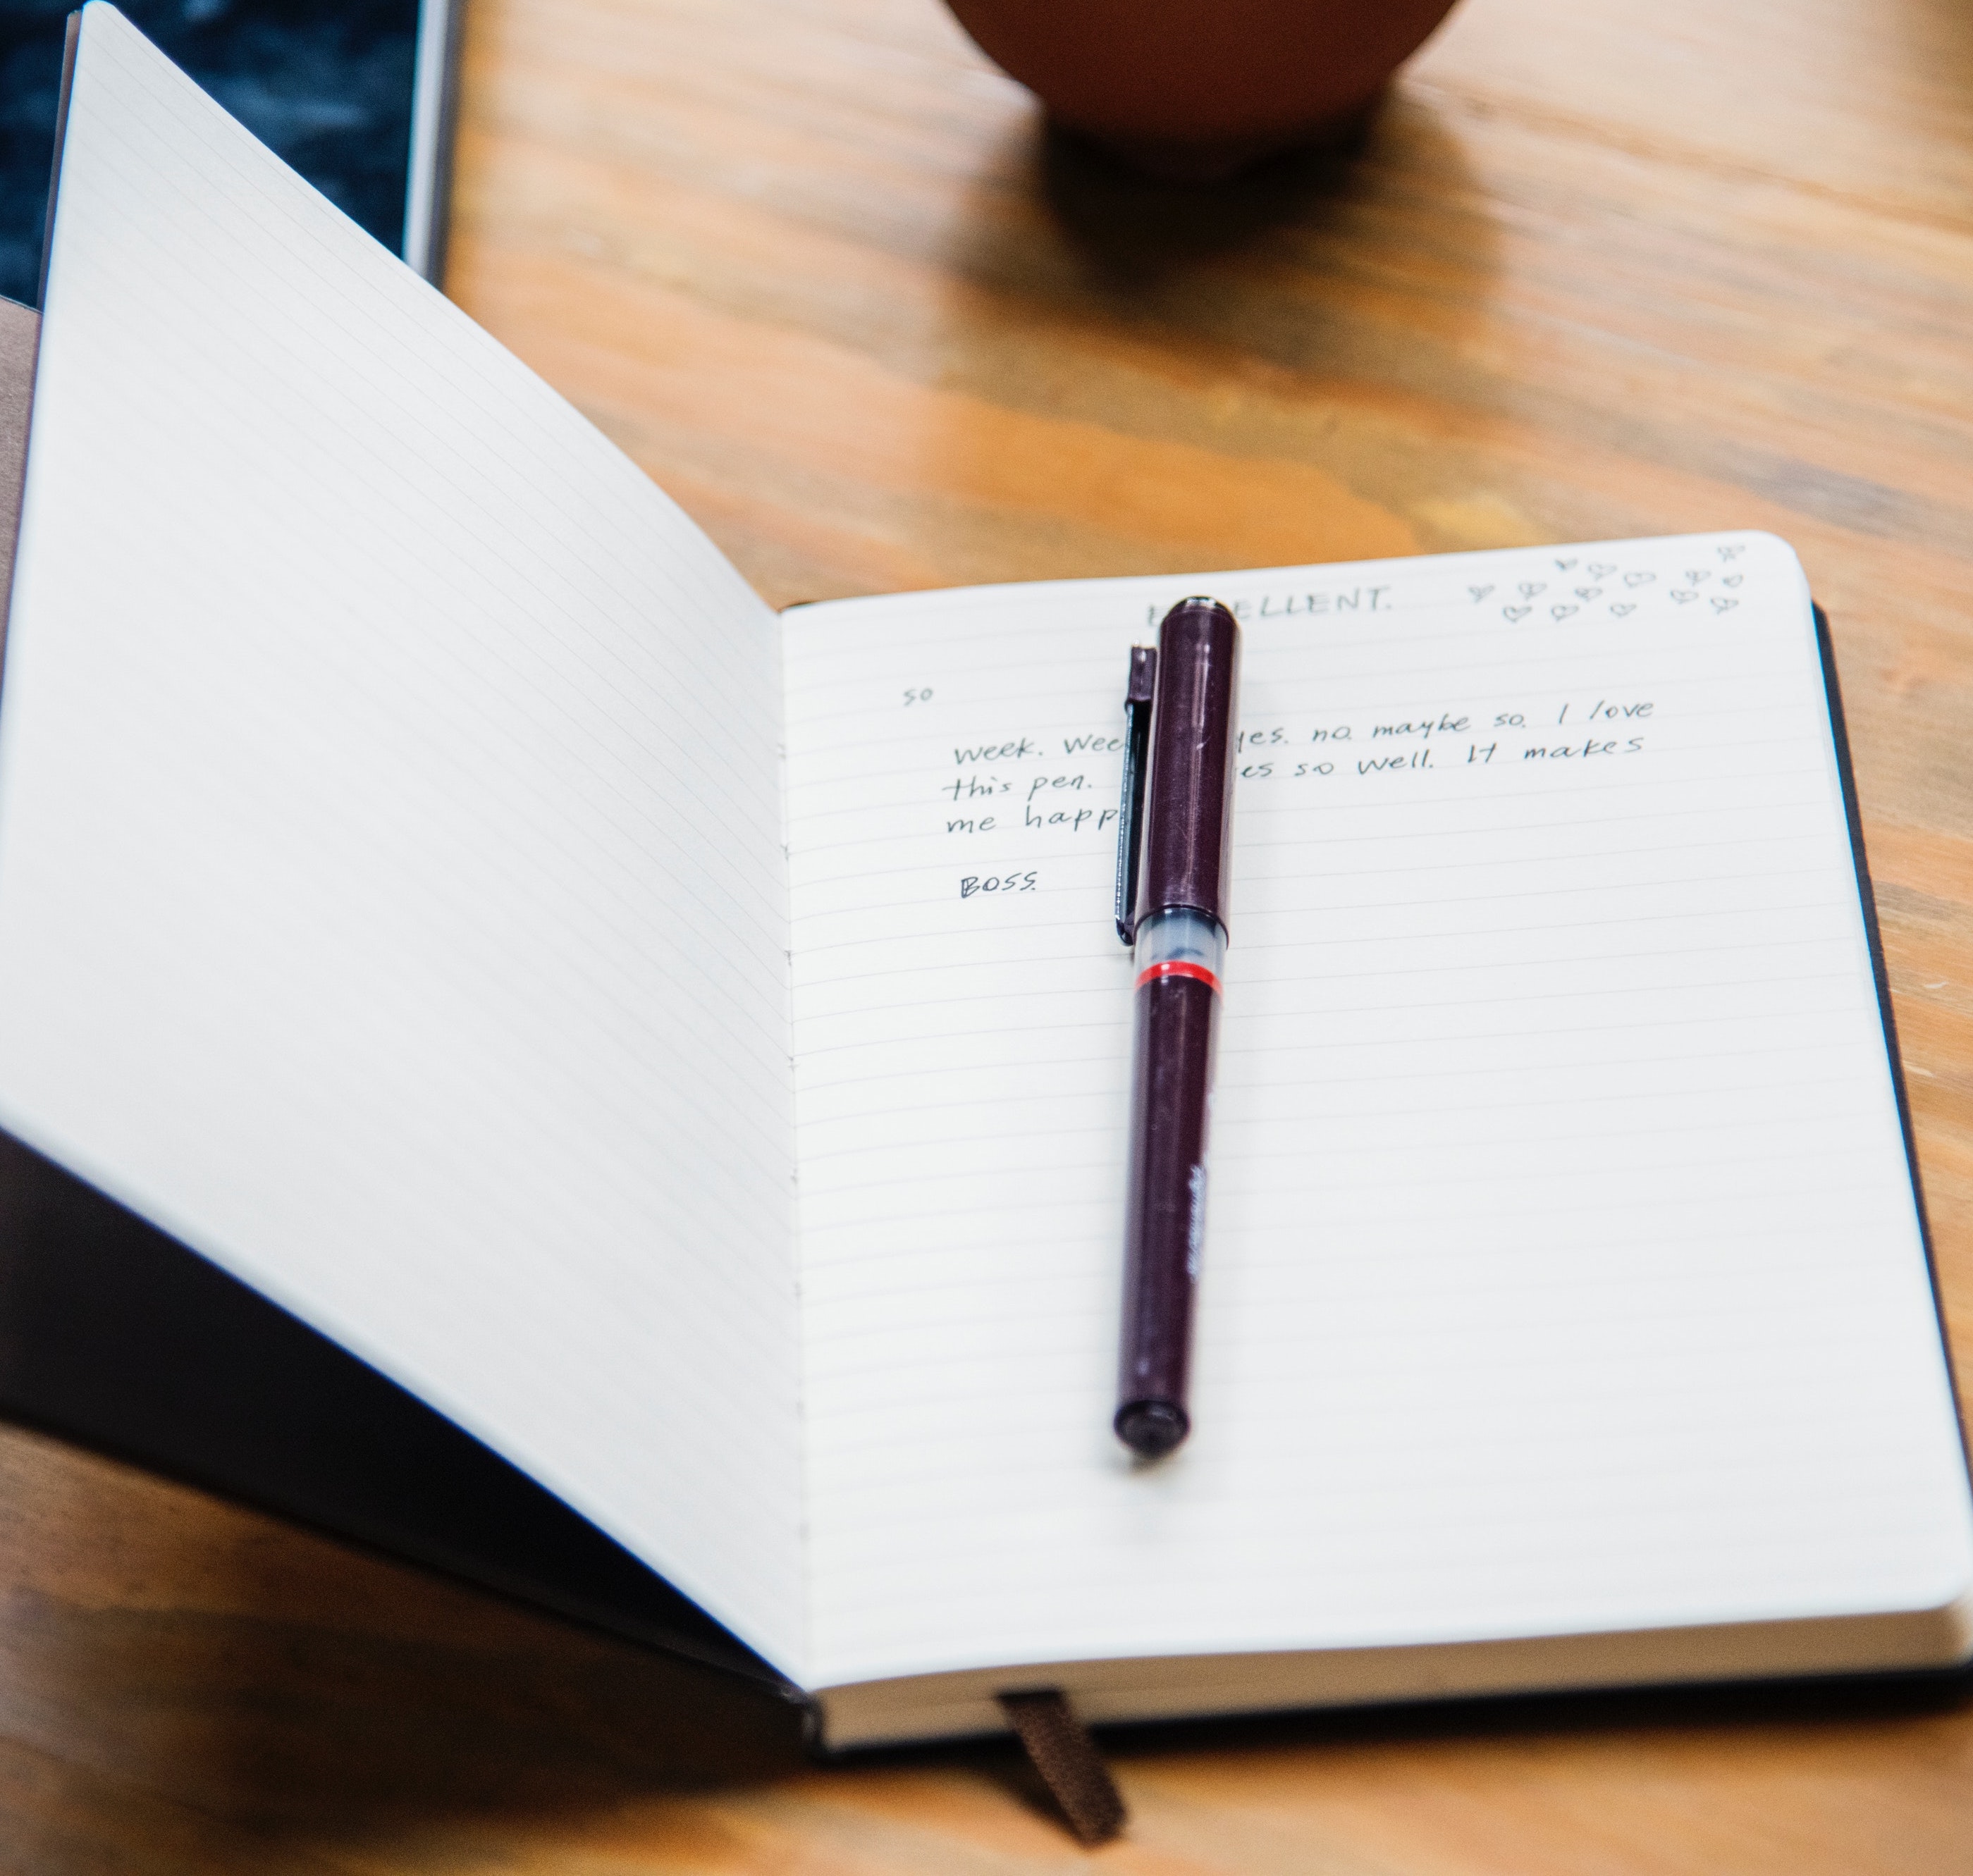 ELLENT.
so
week. Wee yes. no. maybe so. I love
this pen. es so well. It makes
me happ
BOSS.